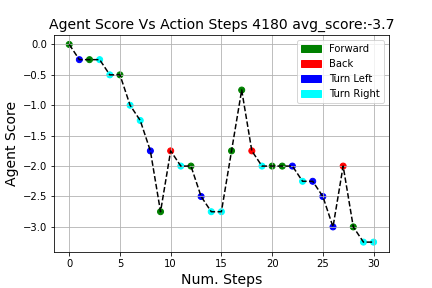 Agent Score Vs Action Steps 4180 avg_score:-3.7
0.0
−0.5
−1.0
−1.5
−2.0
−2.5
−3.0
Agent Score
Forward
Back
Turn Left
Turn Right
0 5 10 15 20 25 30
Num. Steps